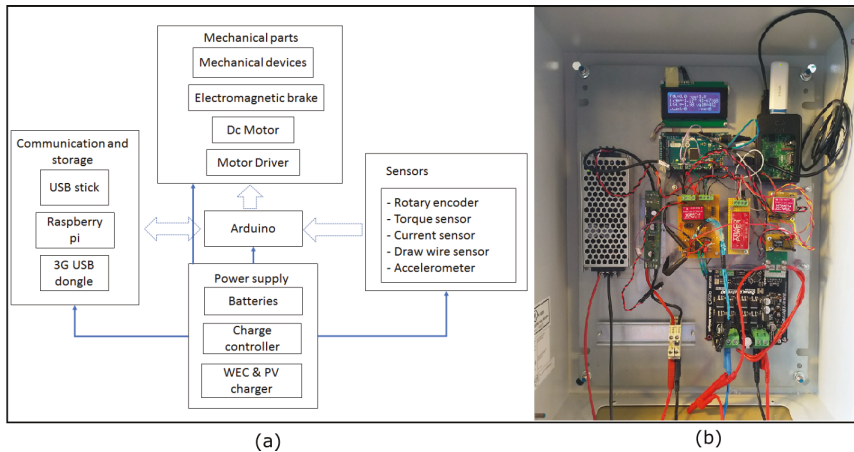 Mechanical parts
Mechanical devices
Electromagnetic brake
Dc Motor
Motor Driver
Communication and
storage
USB stick
Raspberry
pi
3G USB
dongle
Arduino
Sensors
- Rotary encoder
- Torque sensor
- Current sensor
- Draw wire sensor
- Accelerometer
Power supply
Batteries
Charge
controller
WEC & PV
charger
(a)
(b)